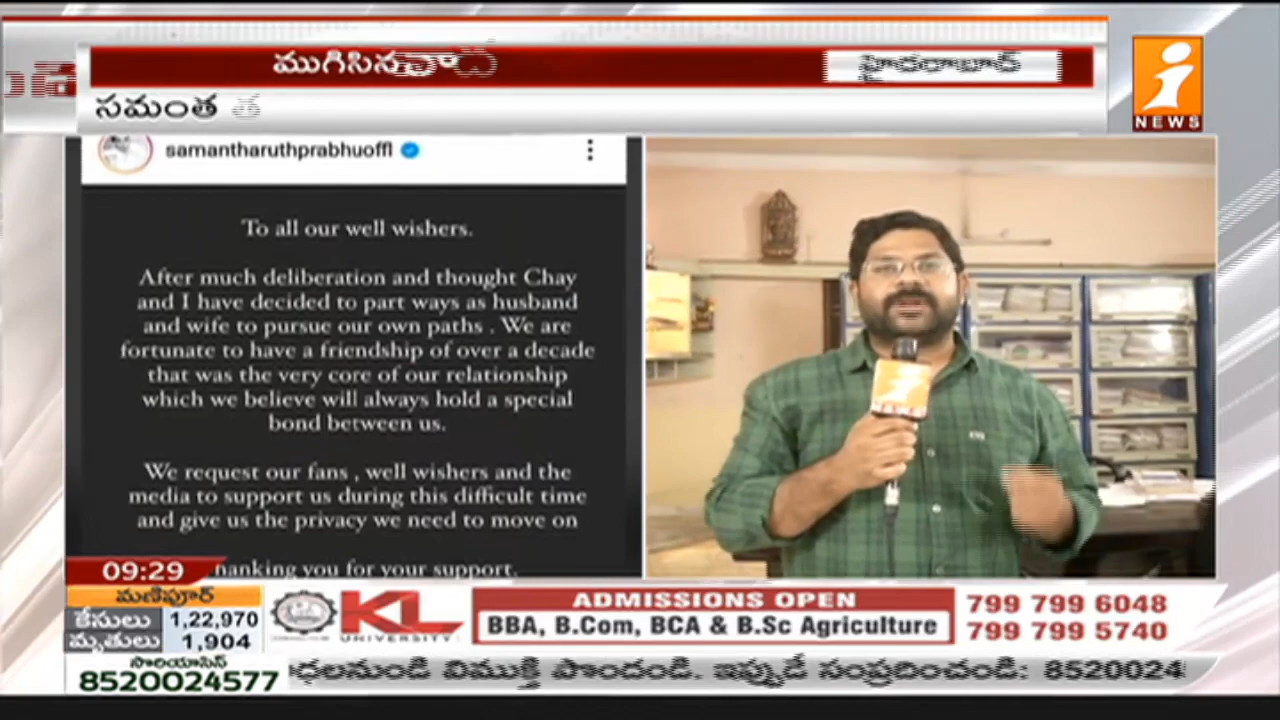 ముగిసిన
హైదరాబాద్
సమంత త
i
NEWS
samantharuthprabhuoffl
To all our well wishers.
After much deliberation and thought Chay
and I have decided to part ways as husband
and wife to pursue our own paths . We are
fortunate to have a friendship of over a decade
that was the very core of our relationship
which we believe will always hold a special
bond between us.
We request our fans , well wishers and the
media to support us during this difficult time
and give us the privacy we need to move on
hanking you for your support.
i
NEWS
09:29
మణిపూర్
కేసులు 1,22,970
మృతులు 1,904
KL
UNIVERSITY
ADMISSIONS OPEN
BBA, B.Com, BCA & B.Sc Agriculture
799 799 6048
799 799 5740
సొరియాసిస్
8520024577
విముక్తి పొందండి. ఇప్పుడే సంప్రదించండి: 8520024